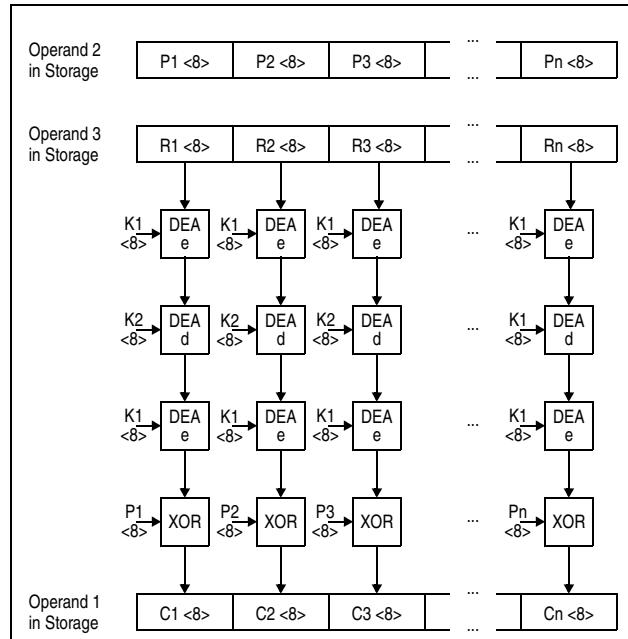 Operand 2
in Storage
P1 <8> P2 <8> P3 <8> ... ... Pn <8>
Operand 3
in Storage
R1 <8> R2 <8> R3 <8> ... ... Rn <8>
K1 <8> DEA e K1 <8> DEA e K1 <8> DEA e ... K1 <8> DEA e
K2 <8> DEA d K2 <8> DEA d K2 <8> DEA d ... K1 <8> DEA d
K1 <8> DEA e K1 <8> DEA e K1 <8> DEA e ... K1 <8> DEA e
P1 <8> XOR P2 <8> XOR P3 <8> XOR ... Pn <8> XOR
Operand 1
in Storage
C1 <8> C2 <8> C3 <8> ... ... Cn <8>